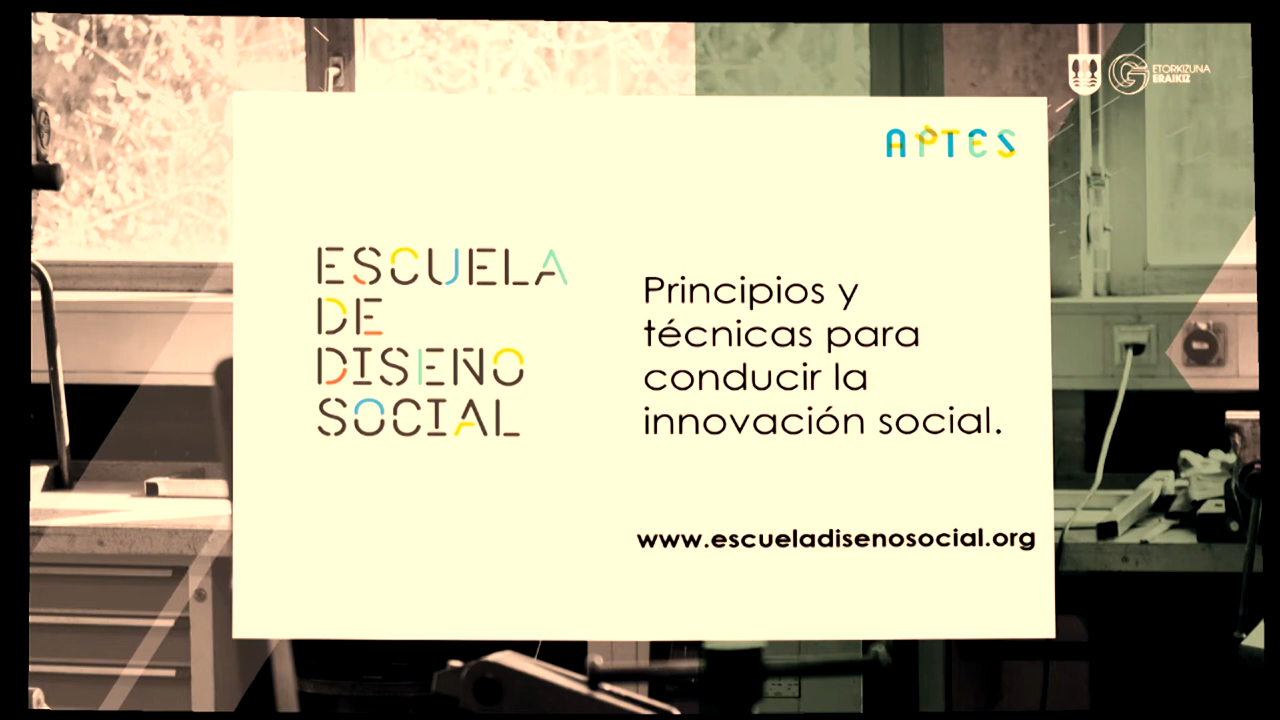 ETORKIZUNA
ERAIKIZ
APTES
ESCUELA
DE
DISEÑO
SOCIAL
Principios y
técnicas para
conducir la
innovación social.
www.escueladisenosocial.org